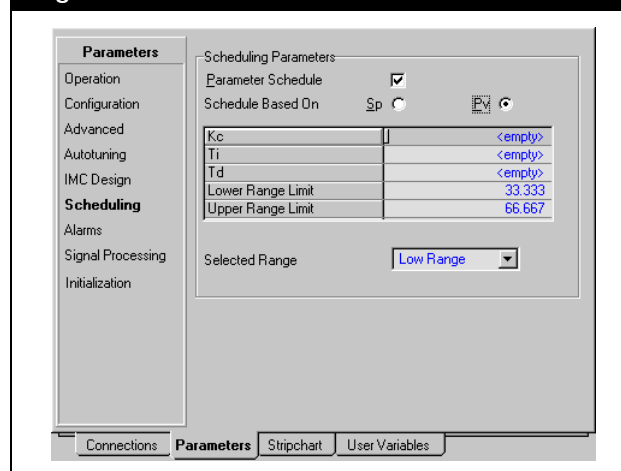 Parameters
Operation
Configuration
Advanced
Autotuning
IMC Design
Scheduling
Alarms
Signal Processing
Initialization
Scheduling Parameters
Parameter Schedule
Schedule Based On Sp Pv
Kc <empty>
Ti <empty>
Td <empty>
Lower Range Limit 33.333
Upper Range Limit 66.667
Selected Range Low Range
Connections Parameters Stripchart User Variables